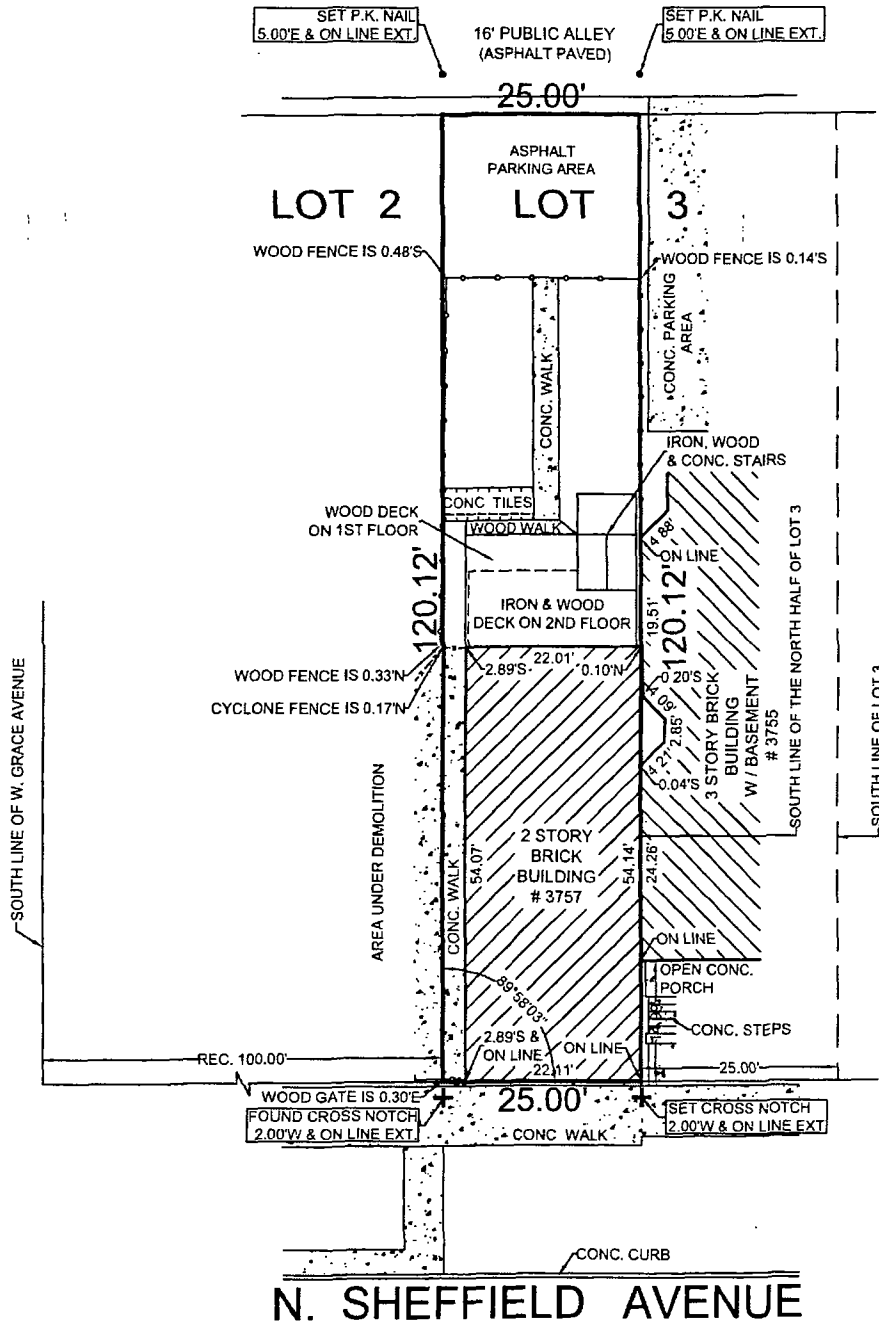 SET P.K. NAIL
5.00'E & ON LINE EXT.
16' PUBLIC ALLEY
(ASPHALT PAVED)
SET P.K. NAIL
5 00'E & ON LINE EXT.
25.00'
ASPHALT
PARKING AREA
LOT 2
LOT 3
WOOD FENCE IS 0.48'S
WOOD FENCE IS 0.14'S
CONC. PARKING
AREA
CONC. WALK
IRON, WOOD
& CONC. STAIRS
CONC TILES
WOOD DECK
ON 1ST FLOOR
WOOD WALK
4 88'
ON LINE
120.12'
IRON & WOOD
DECK ON 2ND FLOOR
19.51'
120.12'
SOUTH LINE OF THE NORTH HALF OF LOT 3
SOUTH LINE OF LOT 3
WOOD FENCE IS 0.33'N
CYCLONE FENCE IS 0.17'N
22.01'
2.89'S
0.10'N
0 20'S
4 09'
2.85'
4 21'
0.04'S
3 STORY BRICK
BUILDING
W / BASEMENT
# 3755
SOUTH LINE OF W. GRACE AVENUE
AREA UNDER DEMOLITION
CONC. WALK
54.07'
2 STORY
BRICK
BUILDING
# 3757
54.14'
24.26'
ON LINE
OPEN CONC.
PORCH
89°58'03"
CONC. STEPS
2.89'S &
ON LINE
ON LINE
22.11'
REC. 100.00'
25.00'
WOOD GATE IS 0.30'E
25.00'
FOUND CROSS NOTCH
2.00'W & ON LINE EXT.
SET CROSS NOTCH
2.00'W & ON LINE EXT
CONC WALK
CONC. CURB
N. SHEFFIELD AVENUE